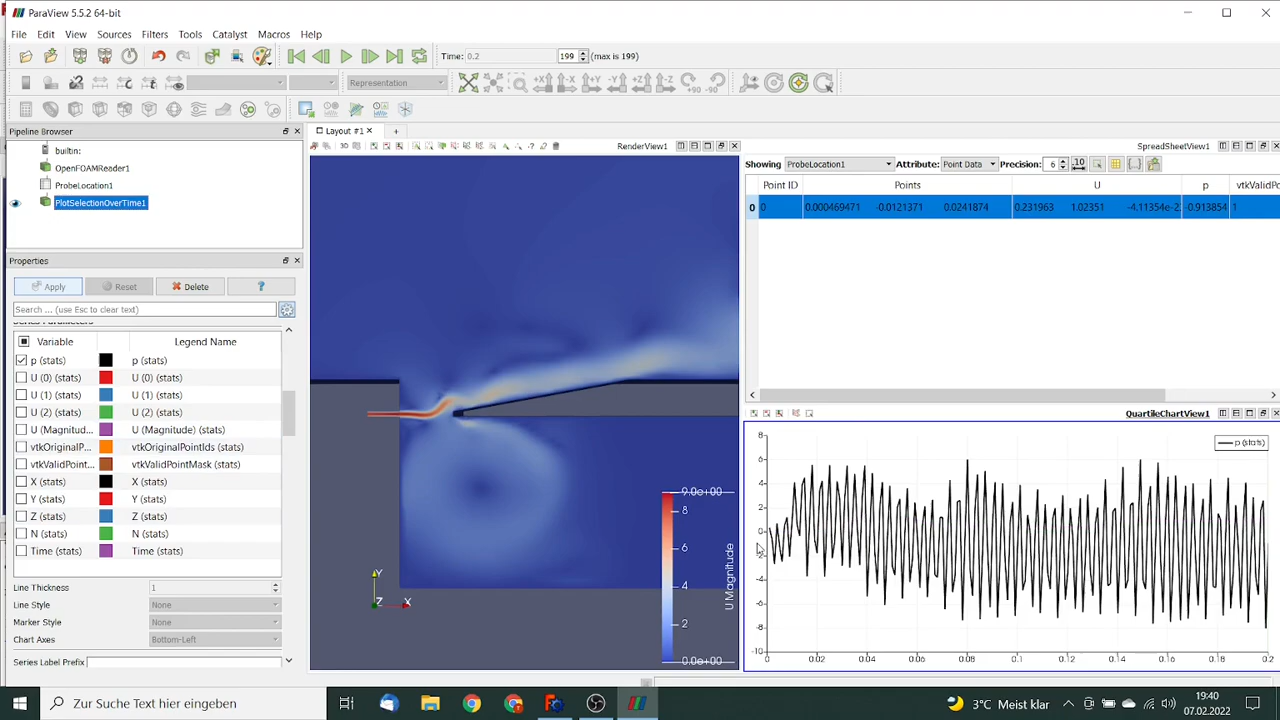 ParaView 5.5.2 64-bit
File Edit View Sources Filters Tools Catalyst Macros Help
Time: 0.2 199 (max is 199)
Representation
+X -X +Y -Y +Z -Z +90 -90
Pipeline Browser
builtin:
OpenFOAMReader1
ProbeLocation1
PlotSelectionOverTime1
Properties
Apply Reset Delete ?
Search ... (use Esc to clear text)
Variable Legend Name
p (stats) p (stats)
U (0) (stats) U (0) (stats)
U (1) (stats) U (1) (stats)
U (2) (stats) U (2) (stats)
U (Magnitud... U (Magnitude) (stats)
vtkOriginalP... vtkOriginalPointIds (stats)
vtkValidPoint... vtkValidPointMask (stats)
X (stats) X (stats)
Y (stats) Y (stats)
Z (stats) Z (stats)
N (stats) N (stats)
Time (stats) Time (stats)
Line Thickness 1
Line Style None
Marker Style None
Chart Axes Bottom-Left
Series Label Prefix
Layout #1 +
3D RenderView1
9.0e+00
8
6
4
2
0.0e+00
U Magnitude
Y
Z X
SpreadSheetView1
Showing ProbeLocation1 Attribute: Point Data Precision: 6
Point ID Points U p vtkValidPo
0 0 0.000469471 -0.0121371 0.0241874 0.231963 1.02351 -4.11354e-2 -0.913854 1
QuartileChartView1
p (stats)
8
6
4
2
0
-2
-4
-6
-8
-10
0 0.02 0.04 0.06 0.08 0.1 0.12 0.14 0.16 0.18 0.2
Zur Suche Text hier eingeben
3°C Meist klar
19:40
07.02.2022